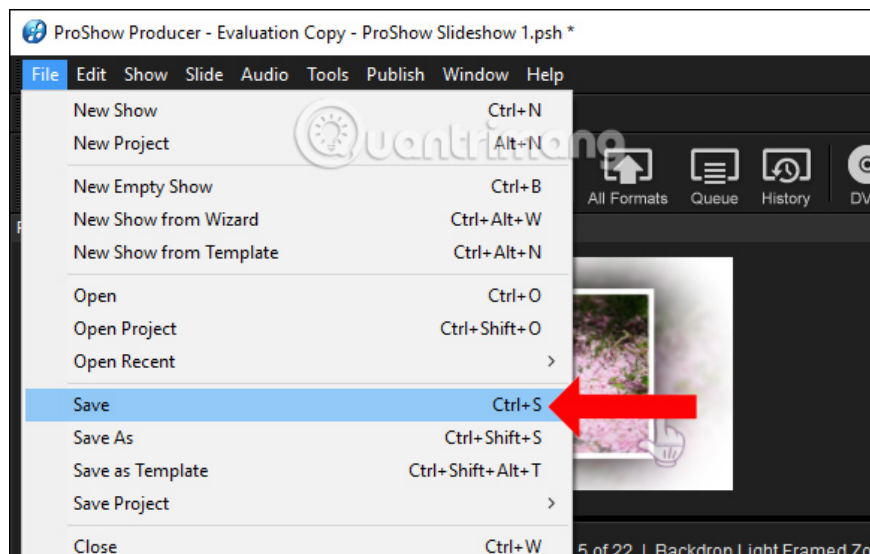 ProShow Producer - Evaluation Copy - ProShow Slideshow 1.psh *
File Edit Show Slide Audio Tools Publish Window Help
New Show Ctrl+N
New Project Alt+N
Quantrimang
New Empty Show Ctrl+B
New Show from Wizard Ctrl+Alt+W
New Show from Template Ctrl+Alt+N
All Formats Queue History
Open Ctrl+O
Open Project Ctrl+Shift+O
Open Recent >
Save Ctrl+S
Save As Ctrl+Shift+S
Save as Template Ctrl+Shift+Alt+T
Save Project >
Close Ctrl+W
5 of 22 | Backdrop Light Framed